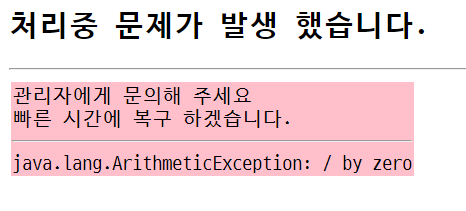 처리중 문제가 발생 했습니다.
관리자에게 문의해 주세요
빠른 시간에 복구 하겠습니다.
java.lang.ArithmeticException: / by zero